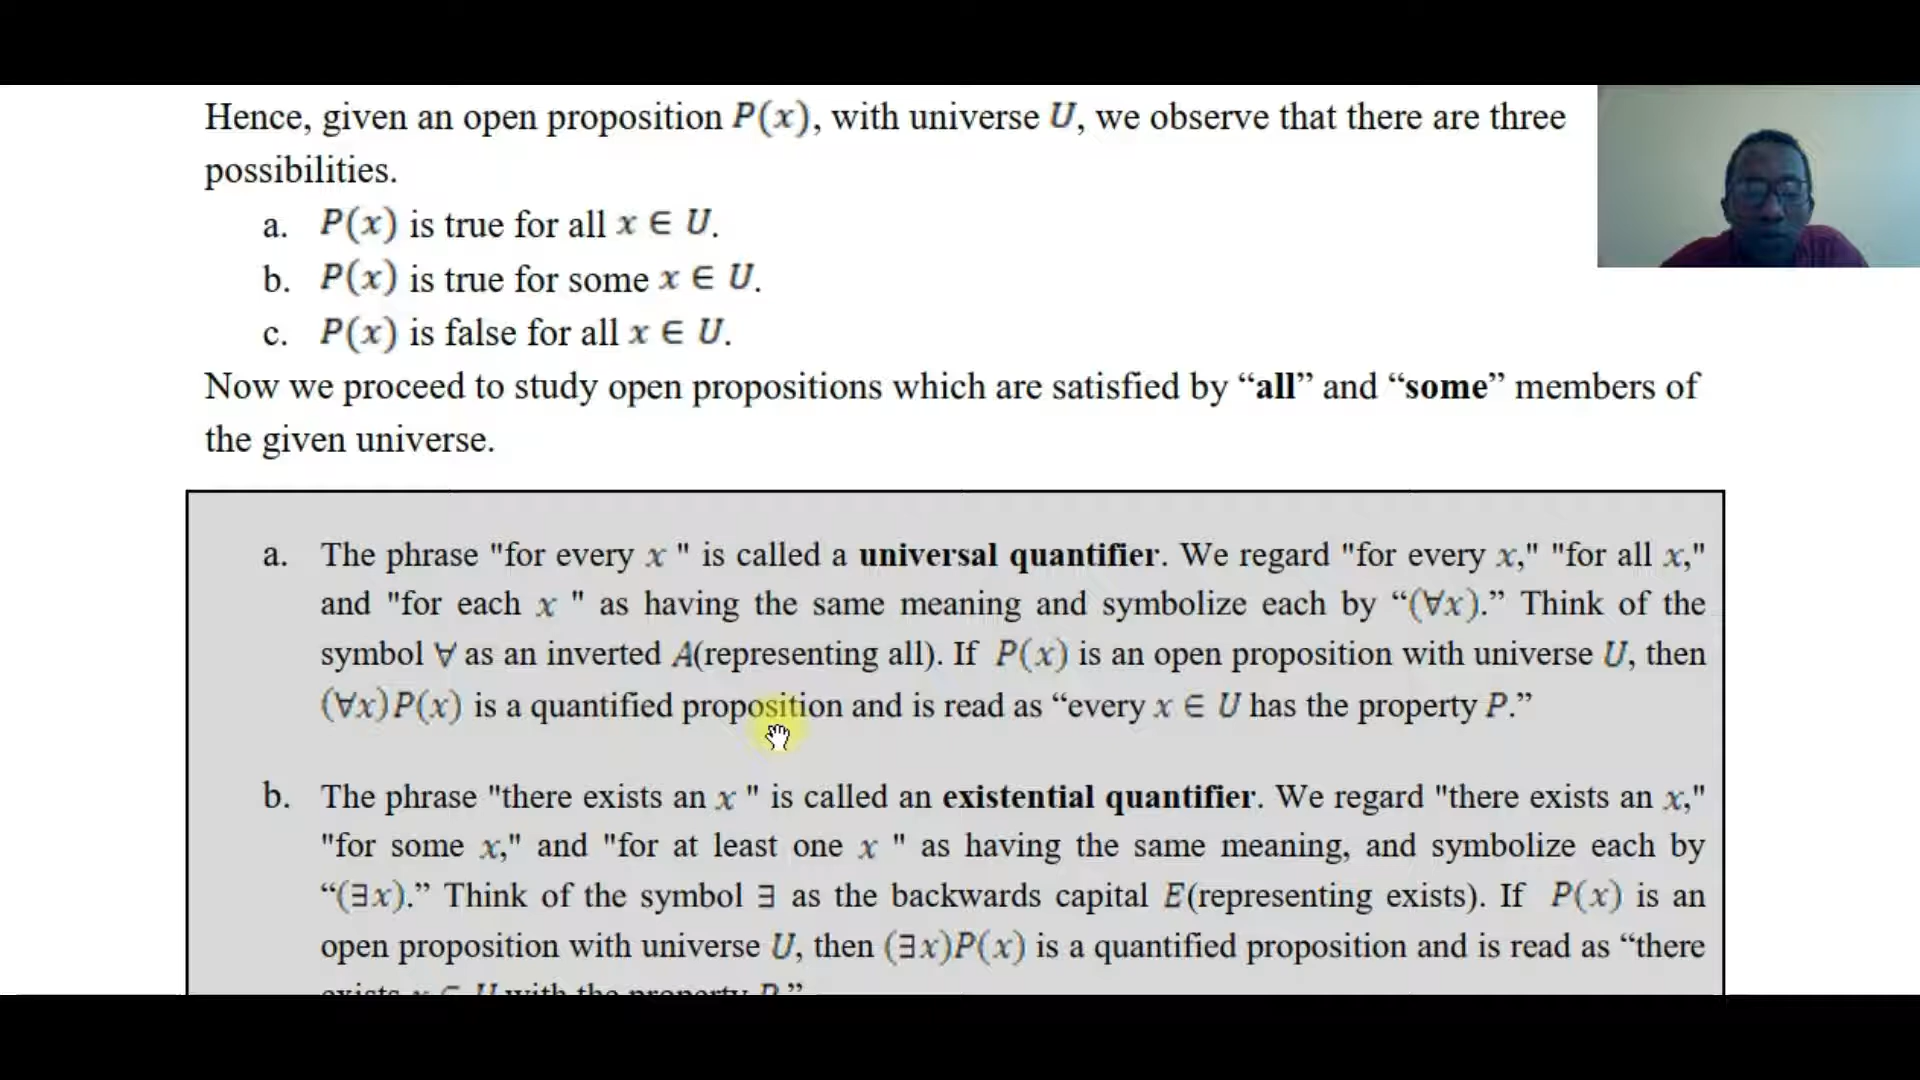 Hence, given an open proposition P(x), with universe U, we observe that there are three
possibilities.
a. P(x) is true for all x ∈ U.
b. P(x) is true for some x ∈ U.
c. P(x) is false for all x ∈ U.
Now we proceed to study open propositions which are satisfied by “all” and “some” members of
the given universe.
a. The phrase "for every x " is called a universal quantifier. We regard "for every x," "for all x,"
and "for each x " as having the same meaning and symbolize each by “(∀x).” Think of the
symbol ∀ as an inverted A(representing all). If P(x) is an open proposition with universe U, then
(∀x)P(x) is a quantified proposition and is read as “every x ∈ U has the property P.”
b. The phrase "there exists an x " is called an existential quantifier. We regard "there exists an x,"
"for some x," and "for at least one x " as having the same meaning, and symbolize each by
“(∃x).” Think of the symbol ∃ as the backwards capital E(representing exists). If P(x) is an
open proposition with universe U, then (∃x)P(x) is a quantified proposition and is read as “there
exists x ∈ U with the property P.”